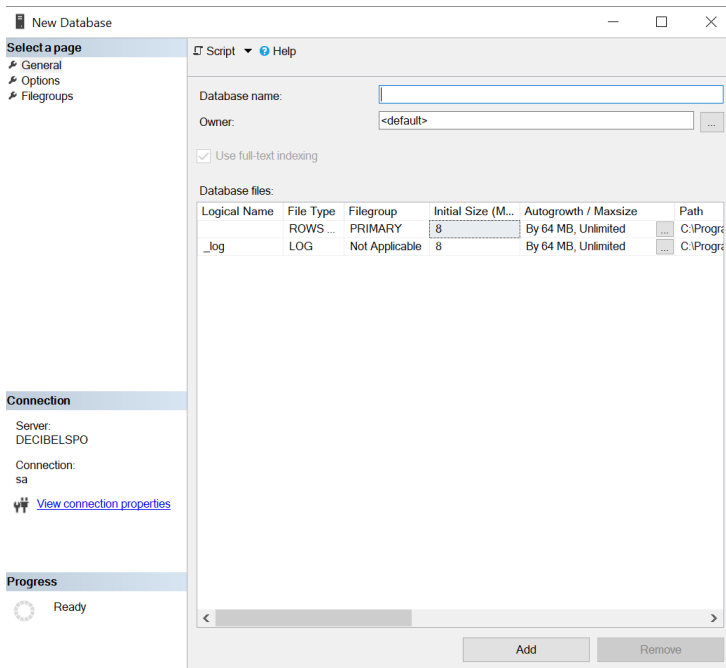 New Database
Select a page
General
Options
Filegroups
Script
Help
Database name:
Owner:
<default>
...
Use full-text indexing
Database files:
Logical Name File Type Filegroup Initial Size (M... Autogrowth / Maxsize Path
ROWS ... PRIMARY 8 By 64 MB, Unlimited ... C:\Progra
_log LOG Not Applicable 8 By 64 MB, Unlimited ... C:\Progra
Connection
Server:
DECIBELSPO
Connection:
sa
View connection properties
Progress
Ready
Add Remove